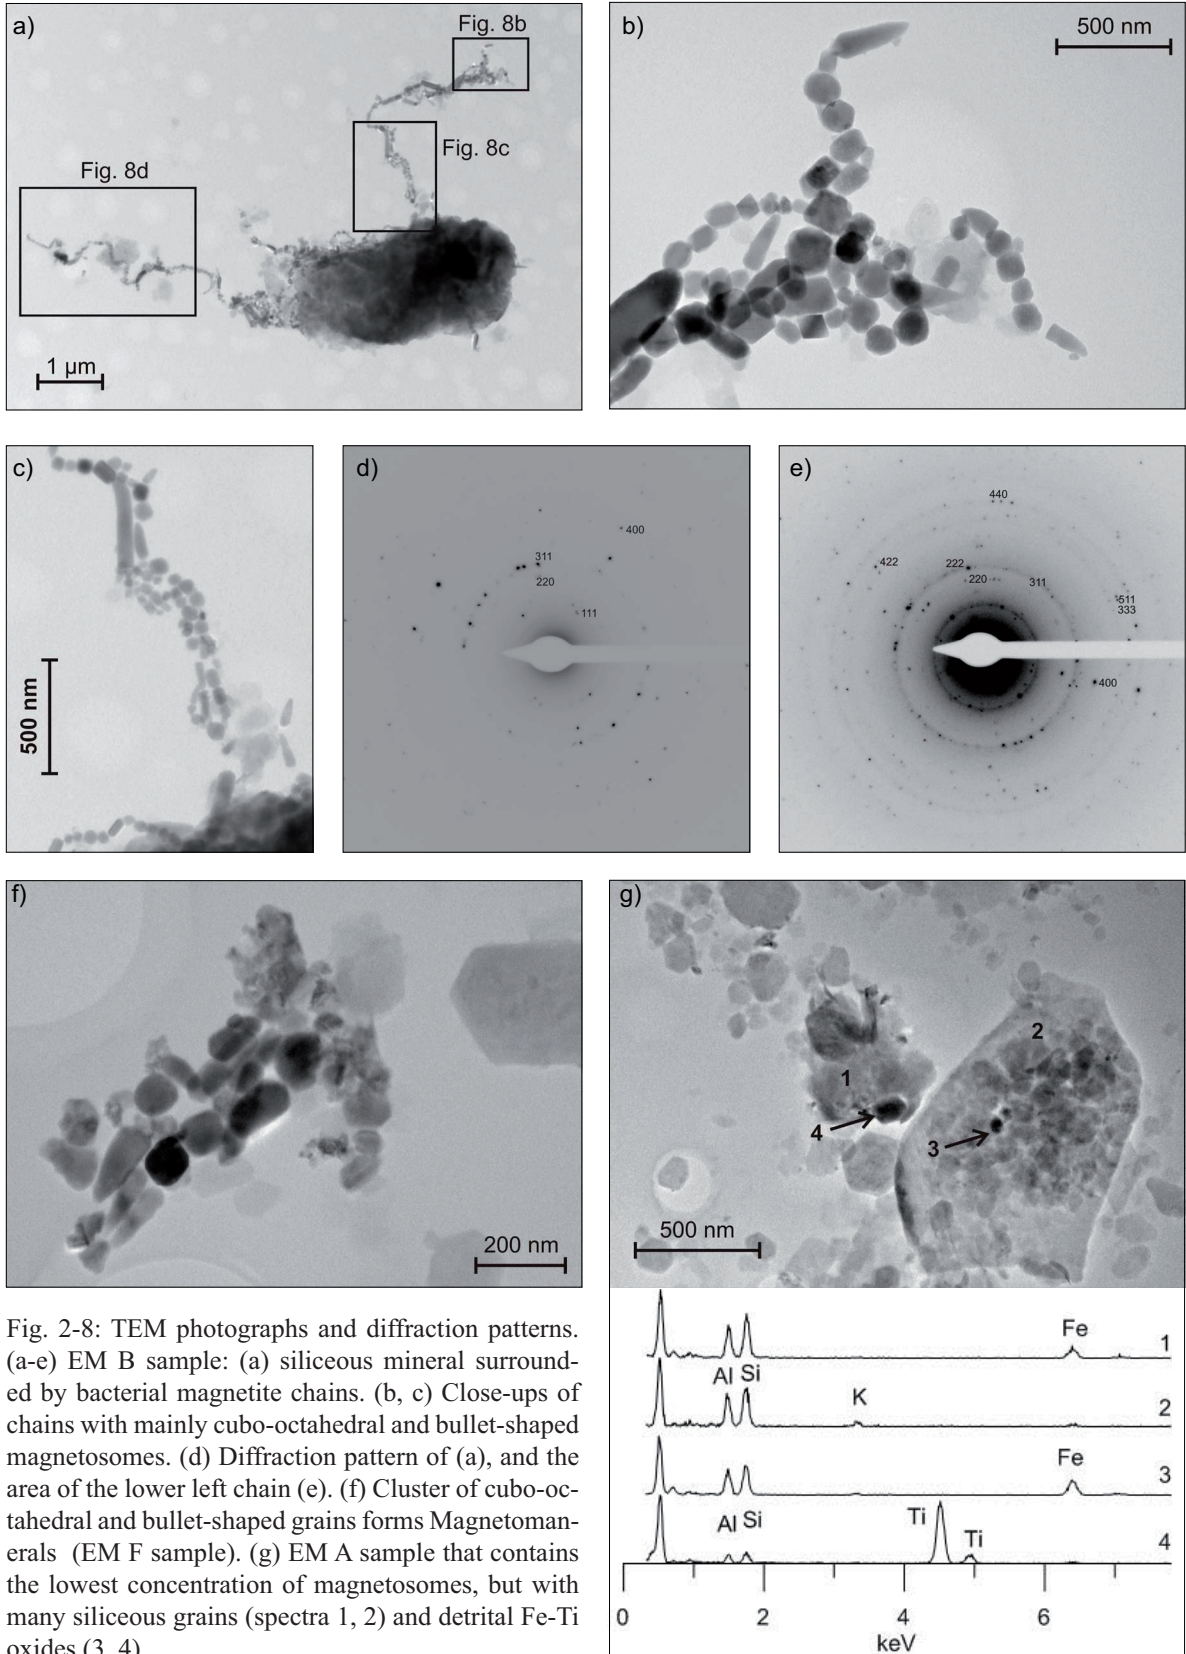 a)
Fig. 8b
Fig. 8c
Fig. 8d
1 µm
b)
500 nm
c)
500 nm
d)
400
311
220
111
e)
440
422
222
220
311
511
333
400
f)
200 nm
g)
2
1
4
3
500 nm
Fe
1
Al Si
K
2
Fe
3
Al Si
Ti
Ti
4
0 2 4 6
keV
Fig. 2-8: TEM photographs and diffraction patterns.
(a-e) EM B sample: (a) siliceous mineral surround-
ed by bacterial magnetite chains. (b, c) Close-ups of
chains with mainly cubo-octahedral and bullet-shaped
magnetosomes. (d) Diffraction pattern of (a), and the
area of the lower left chain (e). (f) Cluster of cubo-oc-
tahedral and bullet-shaped grains forms Magnetoman-
erals (EM F sample). (g) EM A sample that contains
the lowest concentration of magnetosomes, but with
many siliceous grains (spectra 1, 2) and detrital Fe-Ti
oxides (3, 4)